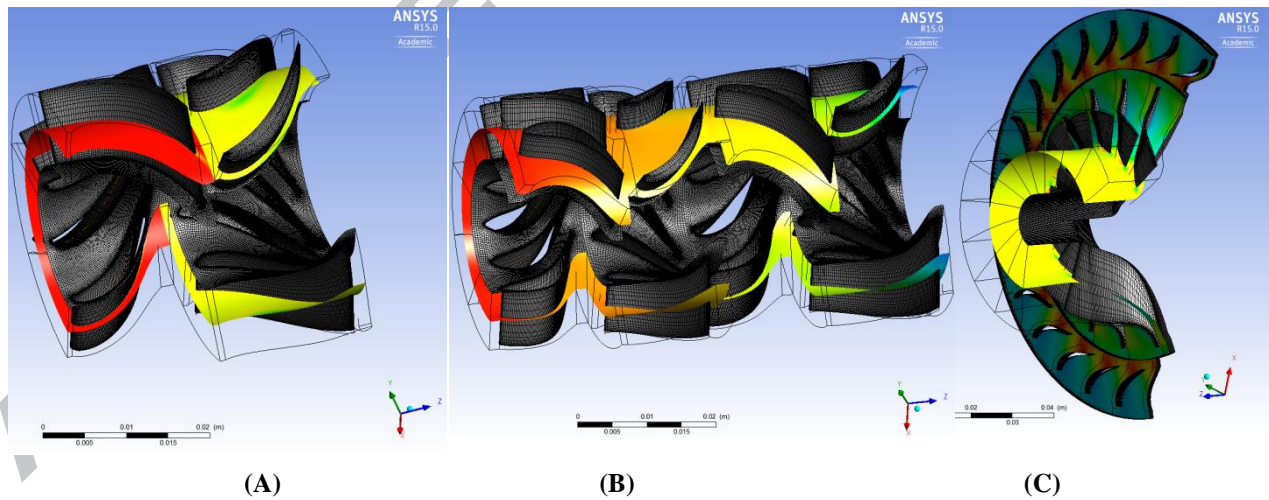 ANSYS
R15.0
Academic
Y
Z
X
0 0.01 0.02 (m)
0.005 0.015
ANSYS
R15.0
Academic
Y
Z
X
0 0.01 0.02 (m)
0.005 0.015
ANSYS
R15.0
Academic
X
Y
Z
0.02 0.04 (m)
0.03
(A) (B) (C)